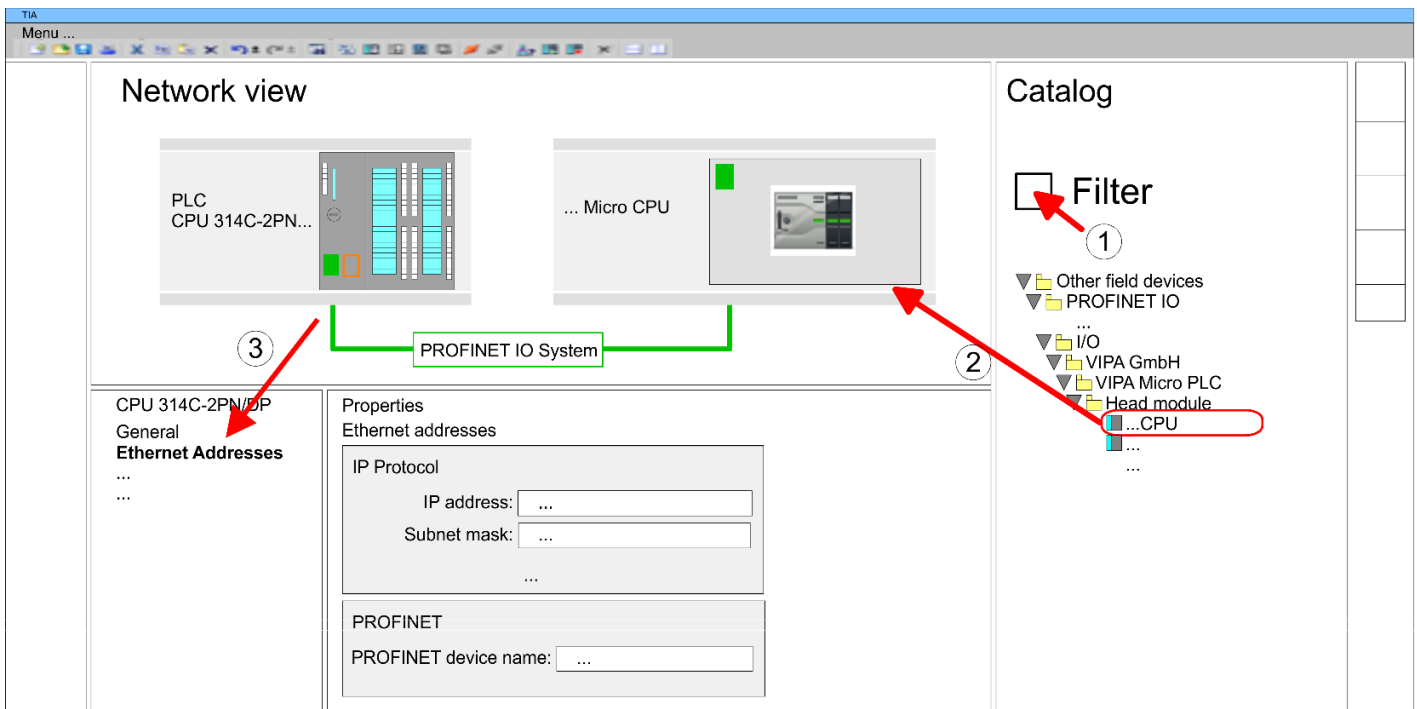 TIA
Menu ...
Network view
PLC
CPU 314C-2PN...
... Micro CPU
PROFINET IO System
3
2
CPU 314C-2PN/DP
General
Ethernet Addresses
...
...
Properties
Ethernet addresses
IP Protocol
IP address: ...
Subnet mask: ...
...
PROFINET
PROFINET device name: ...
Catalog
Filter
1
Other field devices
PROFINET IO
...
I/O
VIPA GmbH
VIPA Micro PLC
Head module
...CPU
...
...